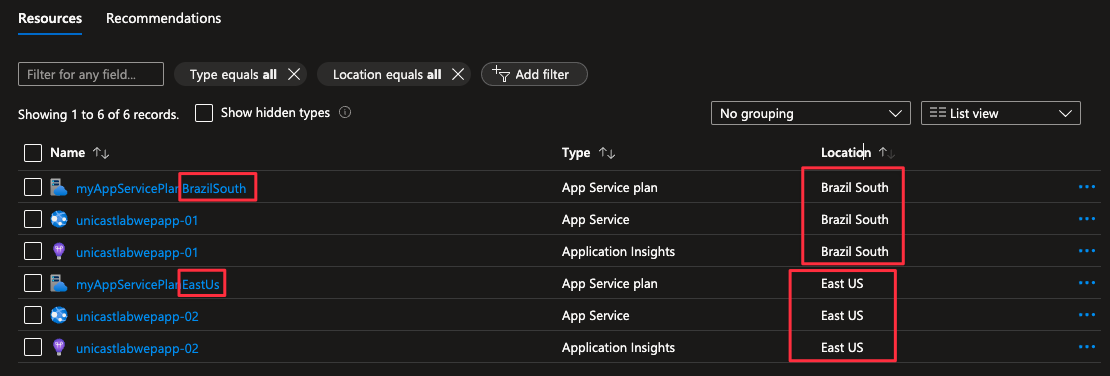 Resources Recommendations
Filter for any field... Type equals all Location equals all Add filter
Showing 1 to 6 of 6 records. Show hidden types No grouping List view
Name Type Location
myAppServicePlanBrazilSouth App Service plan Brazil South
unicastlabwepapp-01 App Service Brazil South
unicastlabwepapp-01 Application Insights Brazil South
myAppServicePlanEastUs App Service plan East US
unicastlabwepapp-02 App Service East US
unicastlabwepapp-02 Application Insights East US